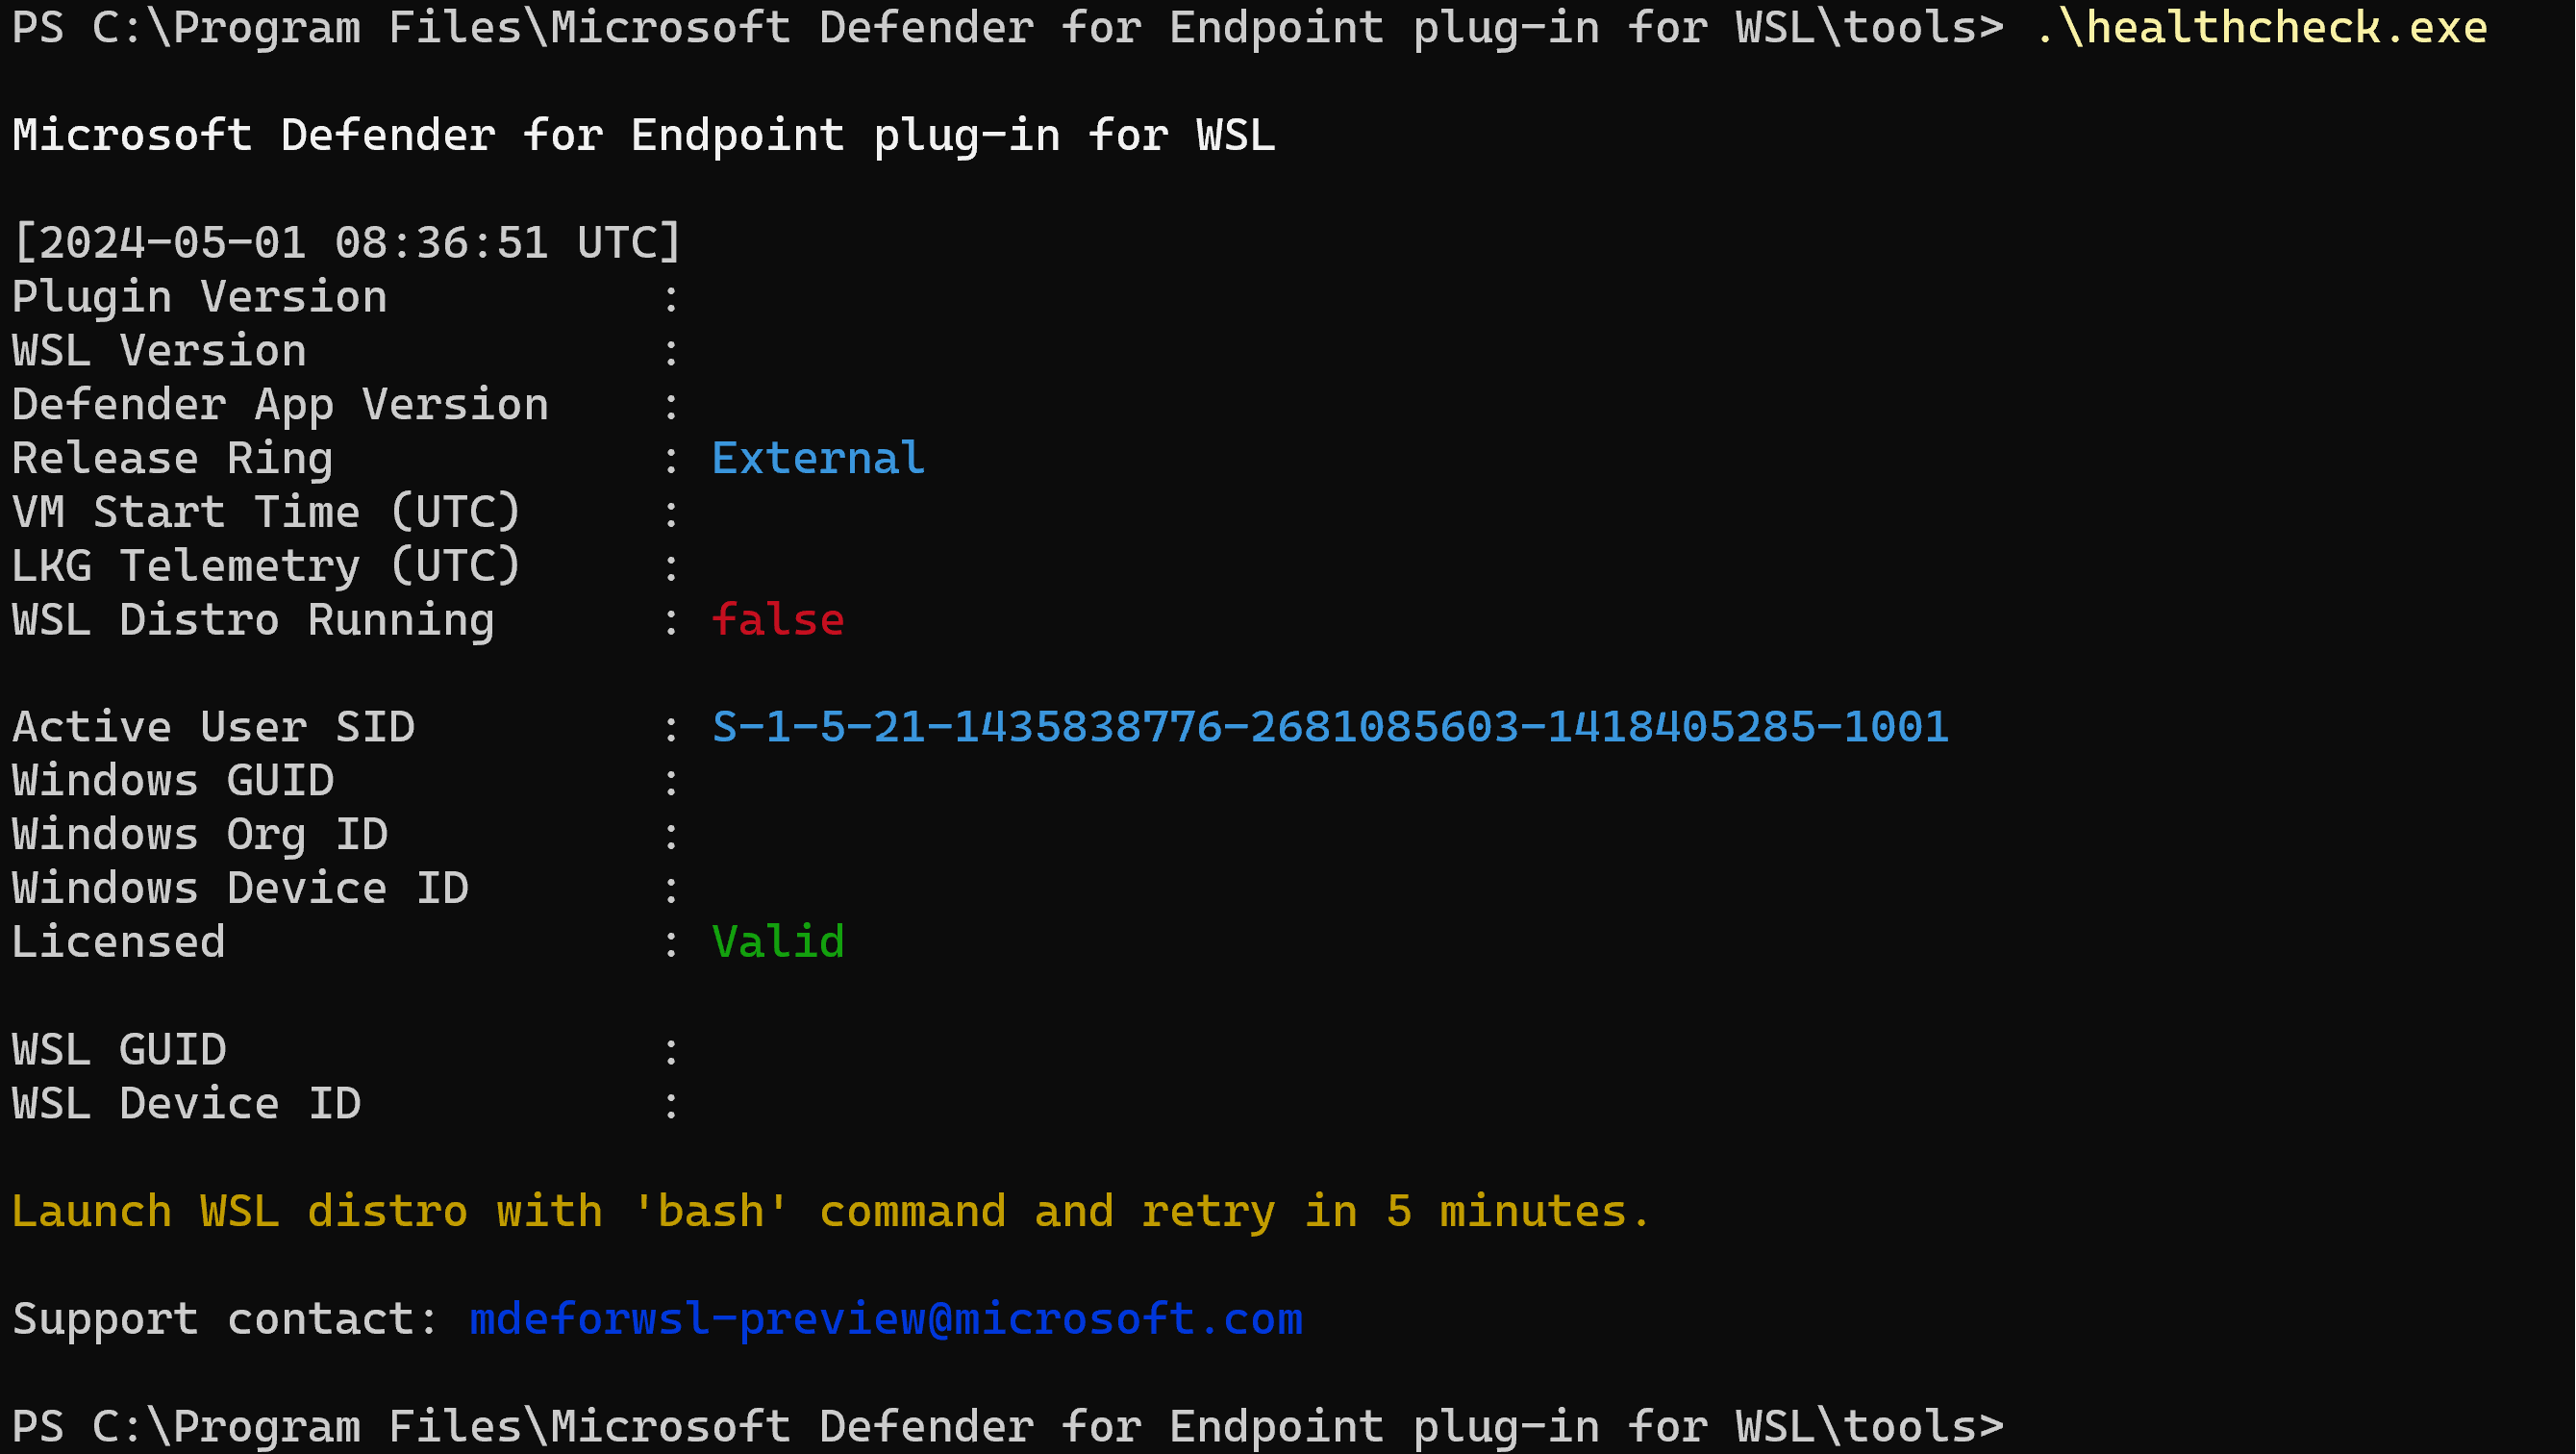 PS C:\Program Files\Microsoft Defender for Endpoint plug-in for WSL\tools> .\healthcheck.exe
Microsoft Defender for Endpoint plug-in for WSL
[2024-05-01 08:36:51 UTC]
Plugin Version :
WSL Version :
Defender App Version :
Release Ring : External
VM Start Time (UTC) :
LKG Telemetry (UTC) :
WSL Distro Running : false
Active User SID : S-1-5-21-1435838776-2681085603-1418405285-1001
Windows GUID :
Windows Org ID :
Windows Device ID :
Licensed : Valid
WSL GUID :
WSL Device ID :
Launch WSL distro with 'bash' command and retry in 5 minutes.
Support contact: mdeforwsl-preview@microsoft.com
PS C:\Program Files\Microsoft Defender for Endpoint plug-in for WSL\tools>